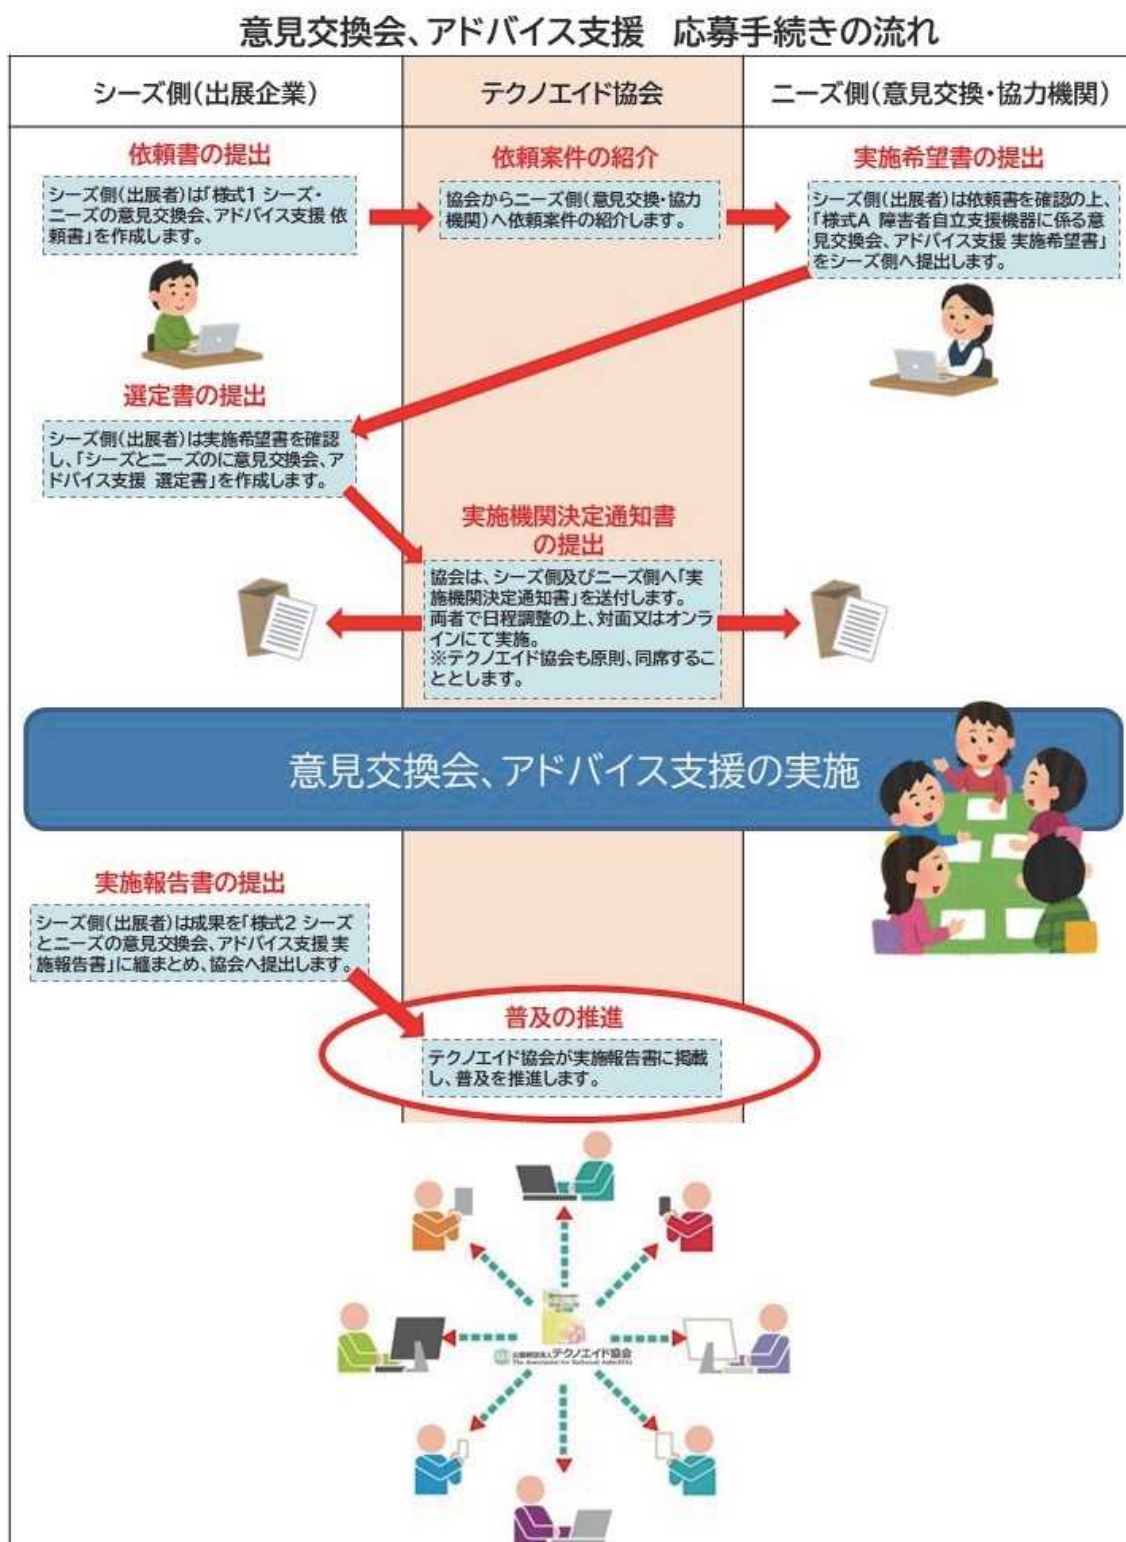 意見交換会、アドバイス支援　応募手続きの流れ
シーズ側(出展企業)
テクノエイド協会
ニーズ側(意見交換・協力機関)
依頼書の提出
シーズ側(出展者)は「様式1 シーズ・
ニーズの意見交換会、アドバイス支援 依
頼書」を作成します。
依頼案件の紹介
協会からニーズ側(意見交換・協力
機関)へ依頼案件の紹介します。
実施希望書の提出
シーズ側(出展者)は依頼書を確認の上、
「様式A 障害者自立支援機器に係る意
見交換会、アドバイス支援 実施希望書」
をシーズ側へ提出します。
選定書の提出
シーズ側(出展者)は実施希望書を確認
し、「シーズとニーズのに意見交換会、ア
ドバイス支援 選定書」を作成します。
実施機関決定通知書
の提出
協会は、シーズ側及びニーズ側へ「実
施機関決定通知書」を送付します。
両者で日程調整の上、対面又はオンラ
インにて実施。
※テクノエイド協会も原則、同席するこ
ととします。
意見交換会、アドバイス支援の実施
実施報告書の提出
シーズ側(出展者)は成果を「様式2 シーズ
とニーズの意見交換会、アドバイス支援 実
施報告書」に纏まとめ、協会へ提出します。
普及の推進
テクノエイド協会が実施報告書に掲載
し、普及を推進します。
公益財団法人テクノエイド協会